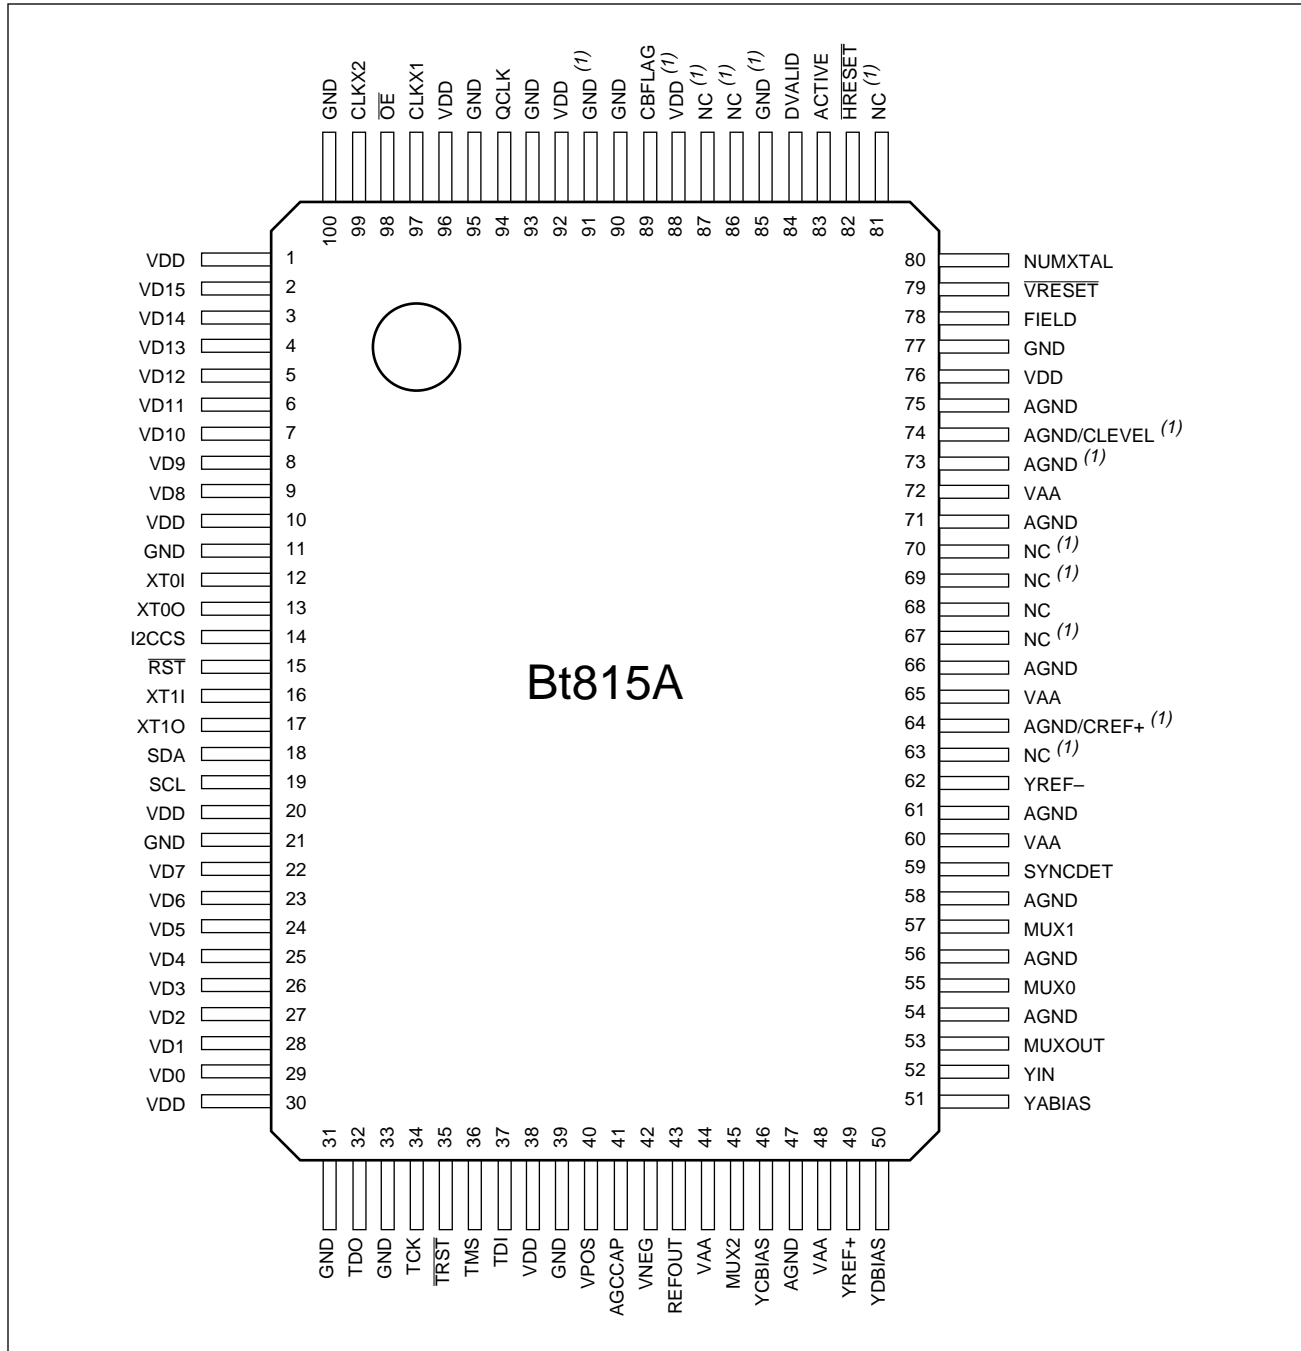 GND
CLKX2
OE
CLKX1
VDD
GND
QCLK
GND
VDD
GND (1)
GND
CBFLAG
VDD (1)
NC (1)
NC (1)
GND (1)
DVALID
ACTIVE
HRESET
NC (1)
100 99 98 97 96 95 94 93 92 91 90 89 88 87 86 85 84 83 82 81
VDD 1
VD15 2
VD14 3
VD13 4
VD12 5
VD11 6
VD10 7
VD9 8
VD8 9
VDD 10
GND 11
XT0I 12
XT0O 13
I2CCS 14
RST 15
XT1I 16
XT1O 17
SDA 18
SCL 19
VDD 20
GND 21
VD7 22
VD6 23
VD5 24
VD4 25
VD3 26
VD2 27
VD1 28
VD0 29
VDD 30
Bt815A
80 NUMXTAL
79 VRESET
78 FIELD
77 GND
76 VDD
75 AGND
74 AGND/CLEVEL (1)
73 AGND (1)
72 VAA
71 AGND
70 NC (1)
69 NC (1)
68 NC
67 NC (1)
66 AGND
65 VAA
64 AGND/CREF+ (1)
63 NC (1)
62 YREF–
61 AGND
60 VAA
59 SYNCDET
58 AGND
57 MUX1
56 AGND
55 MUX0
54 AGND
53 MUXOUT
52 YIN
51 YABIAS
31 32 33 34 35 36 37 38 39 40 41 42 43 44 45 46 47 48 49 50
GND
TDO
GND
TCK
TRST
TMS
TDI
VDD
GND
VPOS
AGCCAP
VNEG
REFOUT
VAA
MUX2
YCBIAS
AGND
VAA
YREF+
YDBIAS